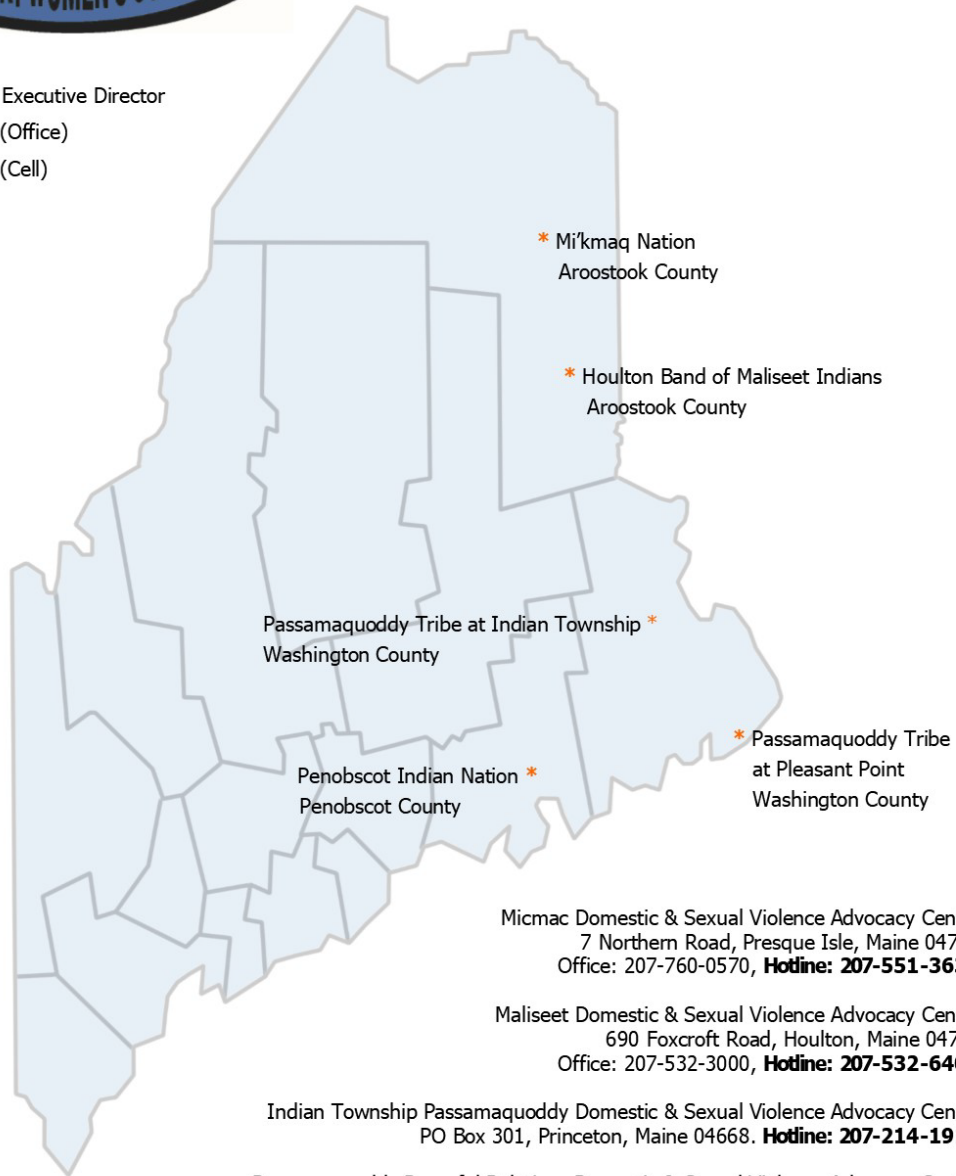 WOMEN'S
Executive Director
(Office)
(Cell)
* Mi'kmaq Nation
Aroostook County
* Houlton Band of Maliseet Indians
Aroostook County
Passamaquoddy Tribe at Indian Township *
Washington County
* Passamaquoddy Tribe
at Pleasant Point
Washington County
Penobscot Indian Nation *
Penobscot County
Micmac Domestic & Sexual Violence Advocacy Cen
7 Northern Road, Presque Isle, Maine 047
Office: 207-760-0570, Hotline: 207-551-36
Maliseet Domestic & Sexual Violence Advocacy Cen
690 Foxcroft Road, Houlton, Maine 047
Office: 207-532-3000, Hotline: 207-532-64
Indian Township Passamaquoddy Domestic & Sexual Violence Advocacy Cen
PO Box 301, Princeton, Maine 04668. Hotline: 207-214-19